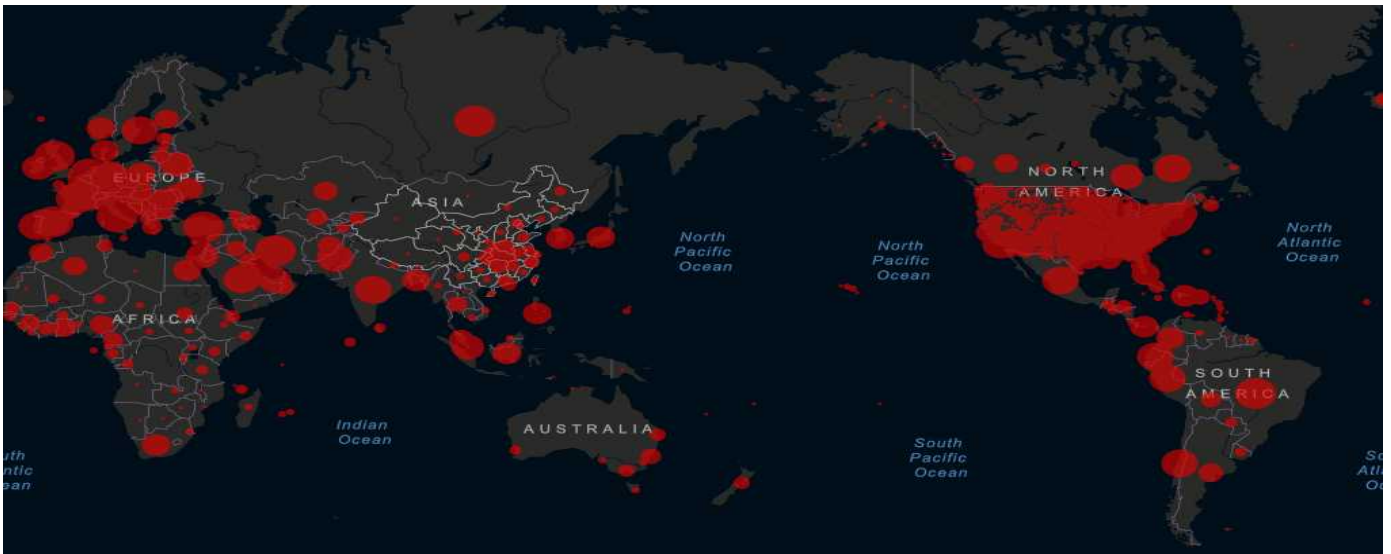 EUROPE
ASIA
NORTH
AMERICA
North
Pacific
Ocean
North
Pacific
Ocean
North
Atlantic
Ocean
AFRICA
SOUTH
AMERICA
Indian
Ocean
AUSTRALIA
South
Pacific
Ocean